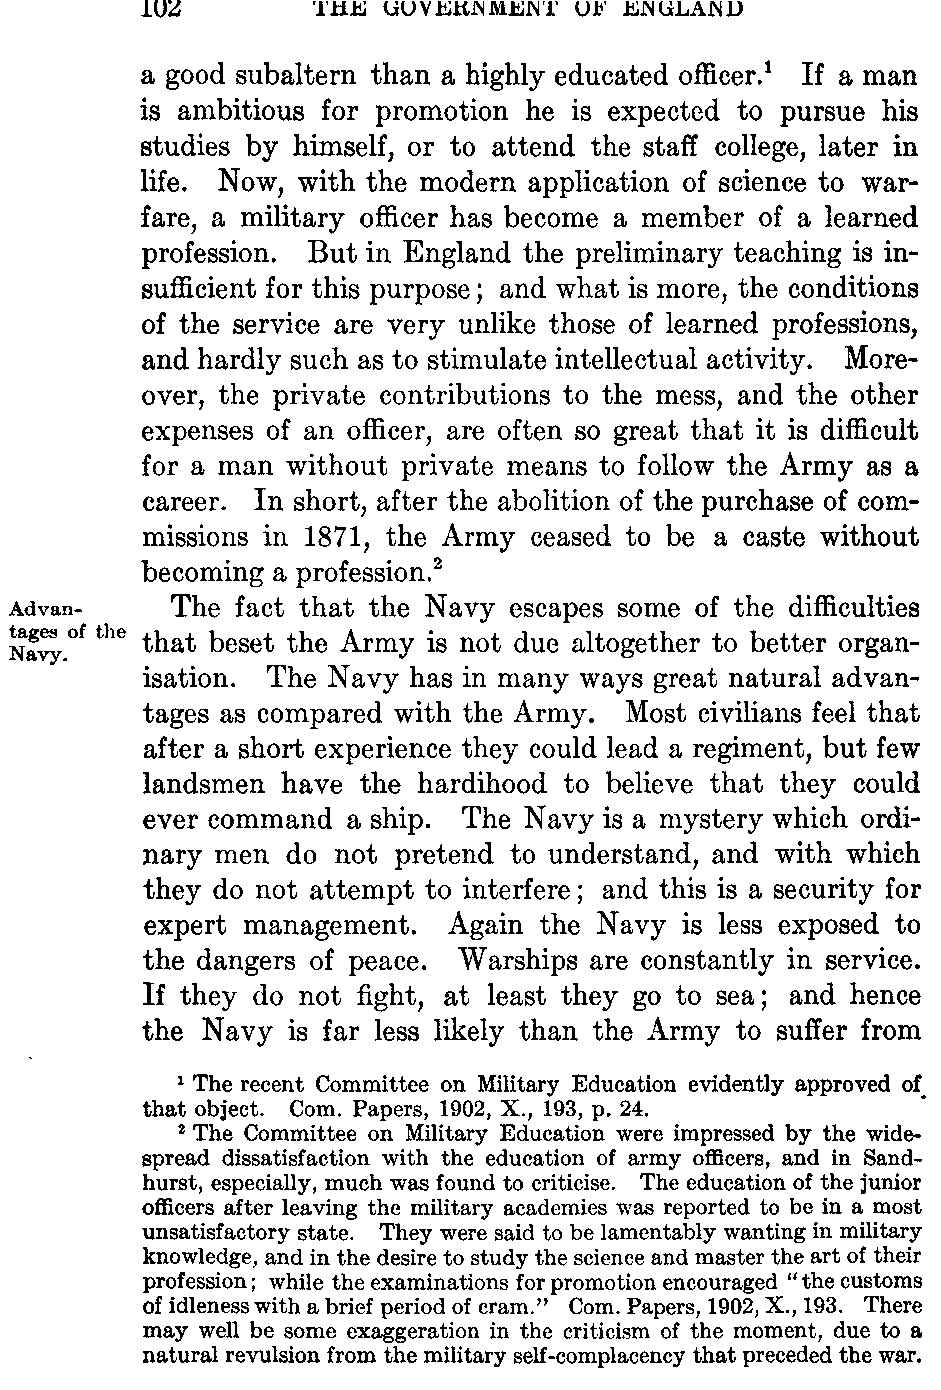 102 THE GOVERNMENT OF ENGLAND
a good subaltern than a highly educated officer.¹ If a man
is ambitious for promotion he is expected to pursue his
studies by himself, or to attend the staff college, later in
life. Now, with the modern application of science to war-
fare, a military officer has become a member of a learned
profession. But in England the preliminary teaching is in-
sufficient for this purpose; and what is more, the conditions
of the service are very unlike those of learned professions,
and hardly such as to stimulate intellectual activity. More-
over, the private contributions to the mess, and the other
expenses of an officer, are often so great that it is difficult
for a man without private means to follow the Army as a
career. In short, after the abolition of the purchase of com-
missions in 1871, the Army ceased to be a caste without
becoming a profession.²
Advan-
tages of the
Navy.
The fact that the Navy escapes some of the difficulties
that beset the Army is not due altogether to better organ-
isation. The Navy has in many ways great natural advan-
tages as compared with the Army. Most civilians feel that
after a short experience they could lead a regiment, but few
landsmen have the hardihood to believe that they could
ever command a ship. The Navy is a mystery which ordi-
nary men do not pretend to understand, and with which
they do not attempt to interfere; and this is a security for
expert management. Again the Navy is less exposed to
the dangers of peace. Warships are constantly in service.
If they do not fight, at least they go to sea; and hence
the Navy is far less likely than the Army to suffer from
¹ The recent Committee on Military Education evidently approved of
that object. Com. Papers, 1902, X., 193, p. 24.
² The Committee on Military Education were impressed by the wide-
spread dissatisfaction with the education of army officers, and in Sand-
hurst, especially, much was found to criticise. The education of the junior
officers after leaving the military academies was reported to be in a most
unsatisfactory state. They were said to be lamentably wanting in military
knowledge, and in the desire to study the science and master the art of their
profession; while the examinations for promotion encouraged "the customs
of idleness with a brief period of cram." Com. Papers, 1902, X., 193. There
may well be some exaggeration in the criticism of the moment, due to a
natural revulsion from the military self-complacency that preceded the war.